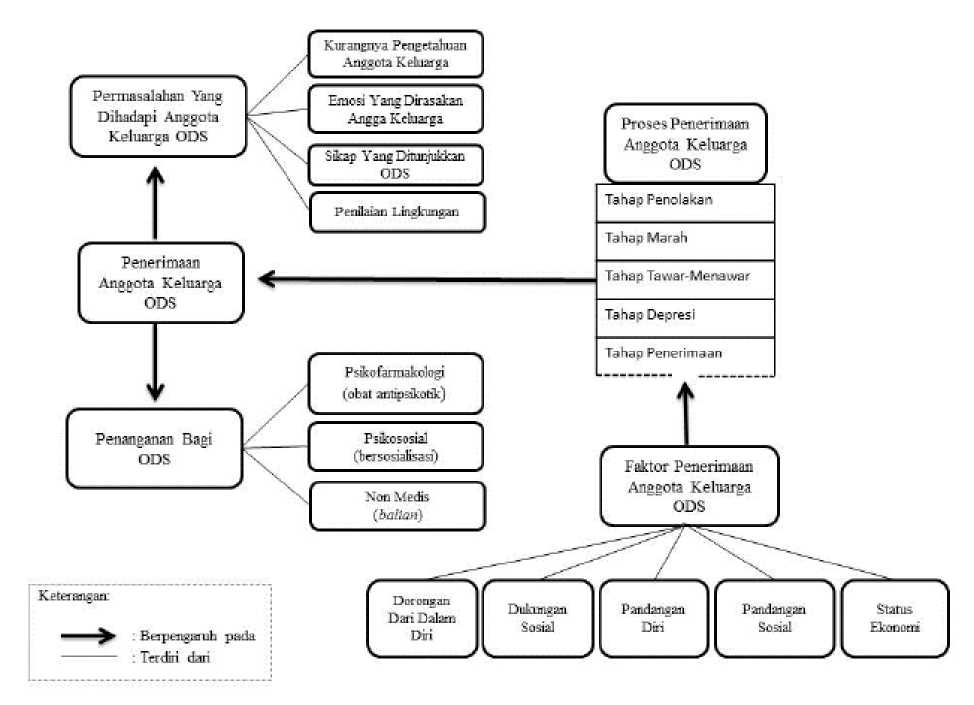 Kurangnya Pengetahuan
Anggota Keluarga
Permasalahan Yang
Dihadapi Anggota
Keluarga ODS
Emosi Yang Dirasakan
Angga Keluarga
Sikap Yang Ditunjukkan
ODS
Penilaian Lingkungan
Proses Penerimaan
Anggota Keluarga
ODS
Tahap Penolakan
Tahap Marah
Tahap Tawar-Menawar
Tahap Depresi
Tahap Penerimaan
Penerimaan
Anggota Keluarga
ODS
Psikofarmakologi
(obat antipsikotik)
Penanganan Bagi
ODS
Psikososial
(bersosialisasi)
Non Medis
(balian)
Faktor Penerimaan
Anggota Keluarga
ODS
Dorongan
Dari Dalam
Diri
Dukungan
Sosial
Pandangan
Diri
Pandangan
Sosial
Status
Ekonomi
Keterangan:
: Berpengaruh pada
: Terdiri dari